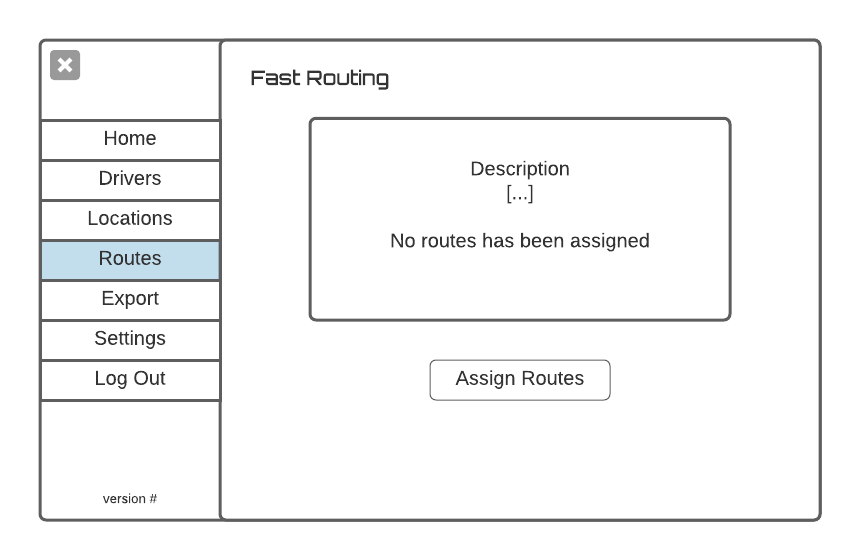 Fast Routing
Home
Drivers
Locations
Routes
Export
Settings
Log Out
version #
Description
[...]
No routes has been assigned
Assign Routes